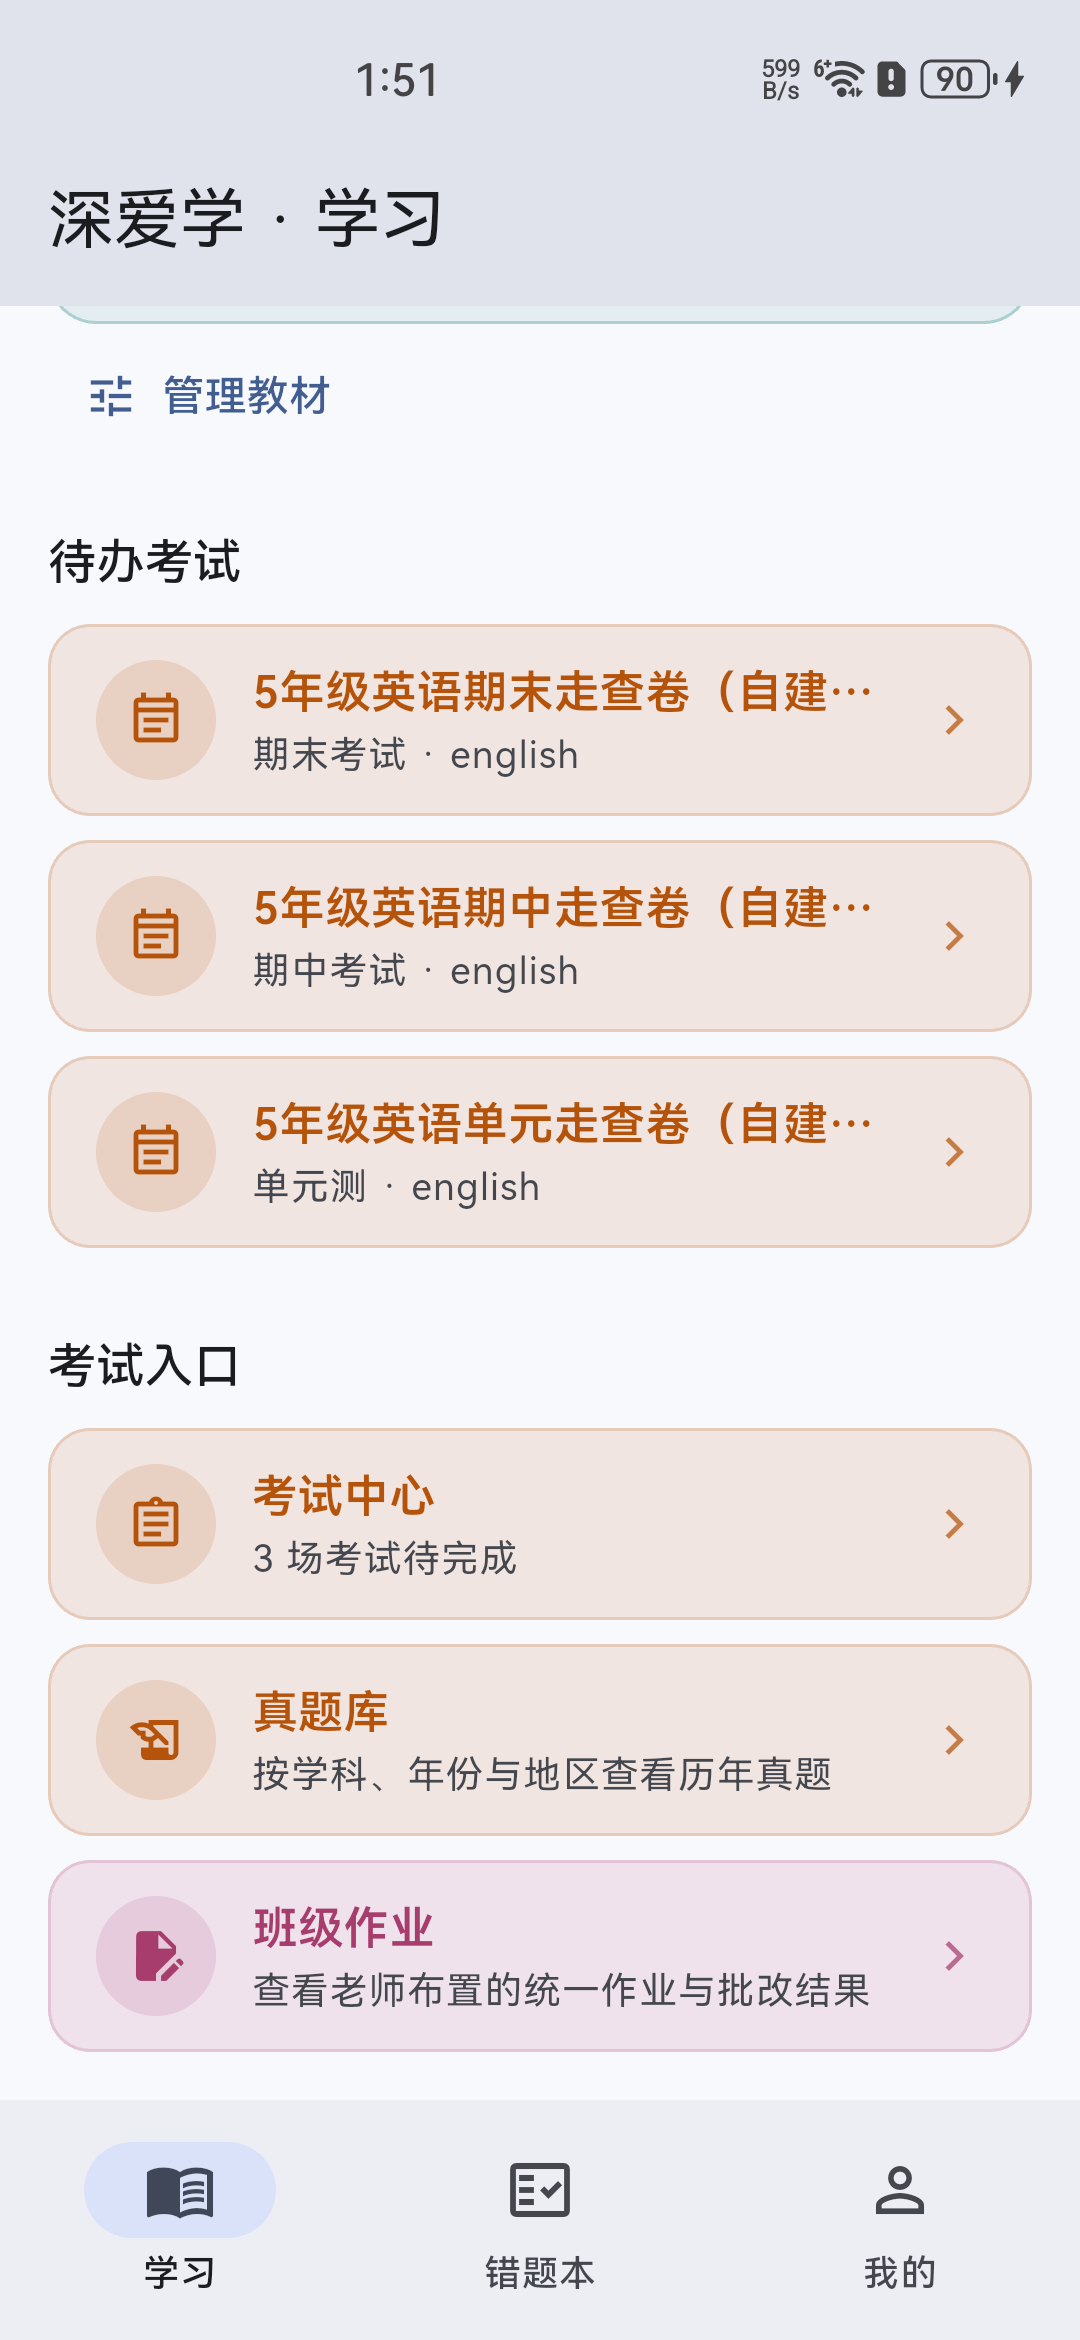 1:51
599 B/s
6+
90
深爱学 · 学习
管理教材
待办考试
5年级英语期末走查卷（自建…
期末考试 · english
5年级英语期中走查卷（自建…
期中考试 · english
5年级英语单元走查卷（自建…
单元测 · english
考试入口
考试中心
3 场考试待完成
真题库
按学科、年份与地区查看历年真题
班级作业
查看老师布置的统一作业与批改结果
学习
错题本
我的